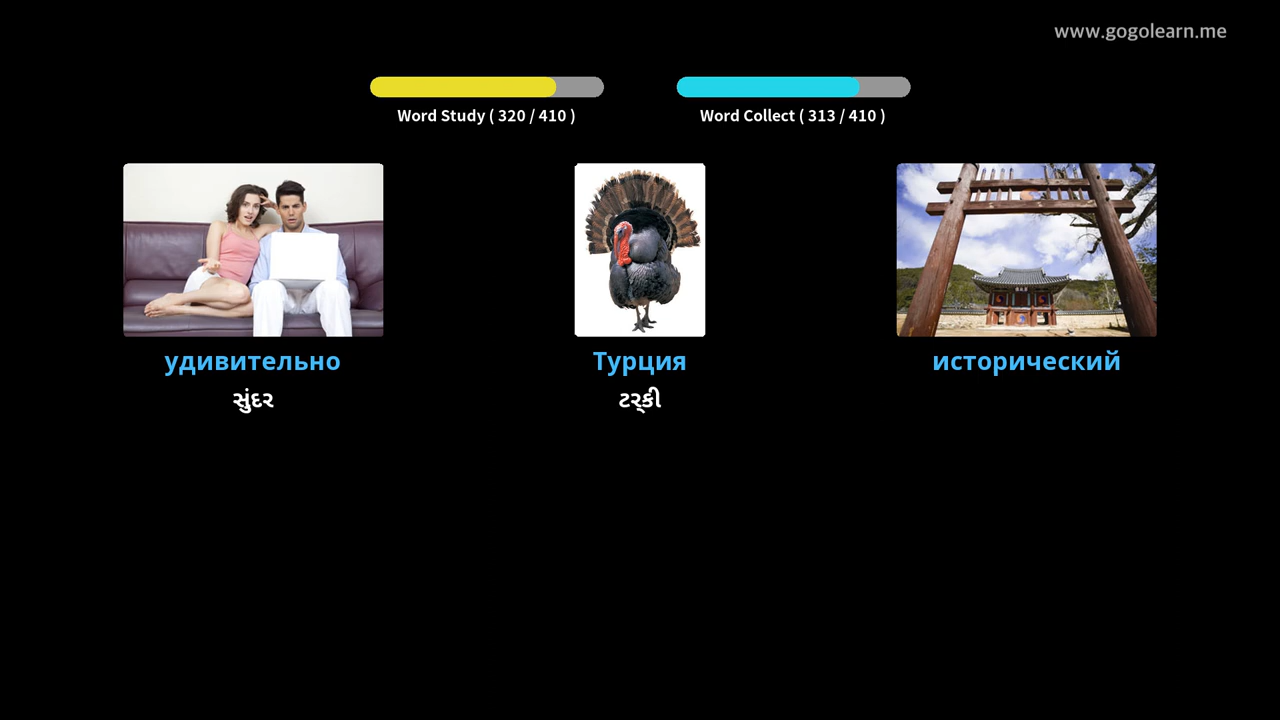 www.gogolearn.me
Word Study ( 320 / 410 )
Word Collect ( 313 / 410 )
удивительно
Турция
исторический
સુંદર
ટર્કી